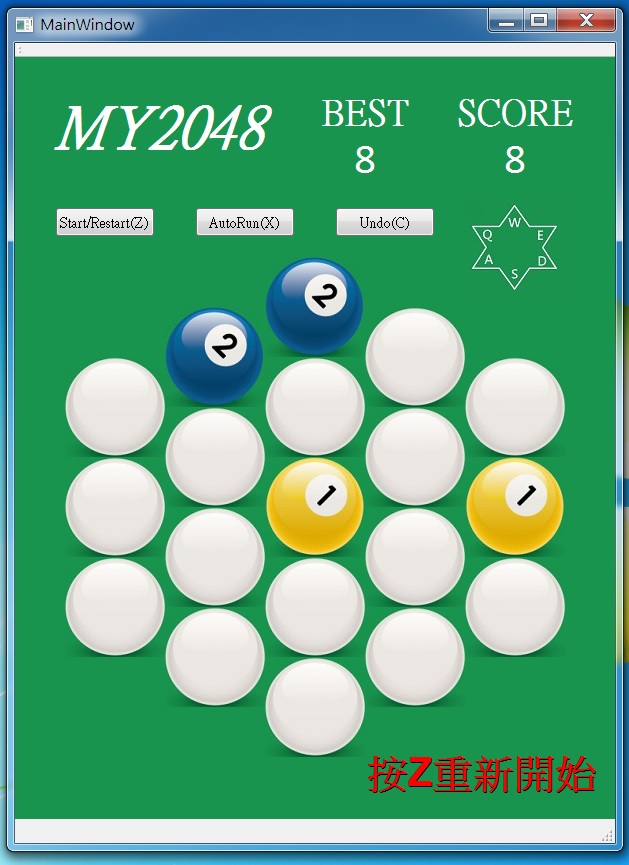 MainWindow
MY2048
BEST
SCORE
8
8
Start/Restart(Z)
AutoRun(X)
Undo(C)
W
Q
E
A
D
S
2
2
1
1
按Z重新開始